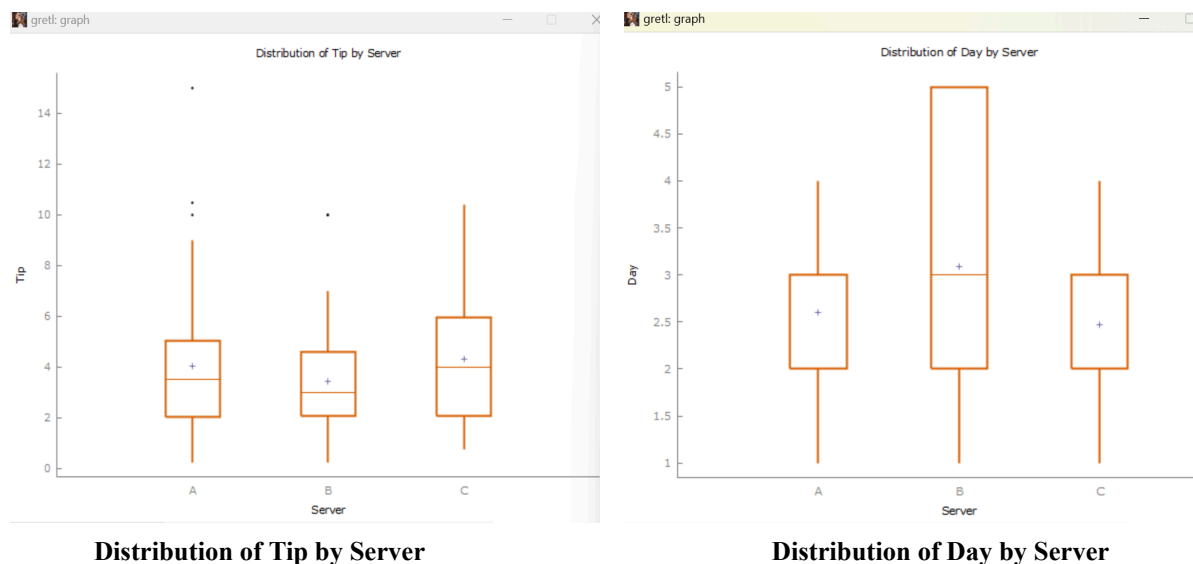 gretl: graph
Distribution of Tip by Server
14
12
10
8
6
4
2
0
Tip
A B C
Server
Distribution of Tip by Server
gretl: graph
Distribution of Day by Server
5
4.5
4
3.5
3
2.5
2
1.5
1
Day
A B C
Server
Distribution of Day by Server